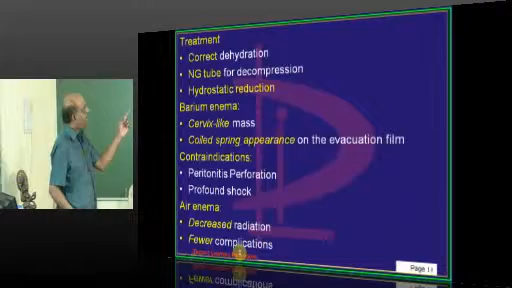 Treatment
• Correct dehydration
• NG tube for decompression
• Hydrostatic reduction
Barium enema:
• Cervix-like mass
• Coiled spring appearance on the evacuation film
Contraindications:
• Peritonitis Perforation
• Profound shock
Air enema:
• Decreased radiation
• Fewer complications
Page 11